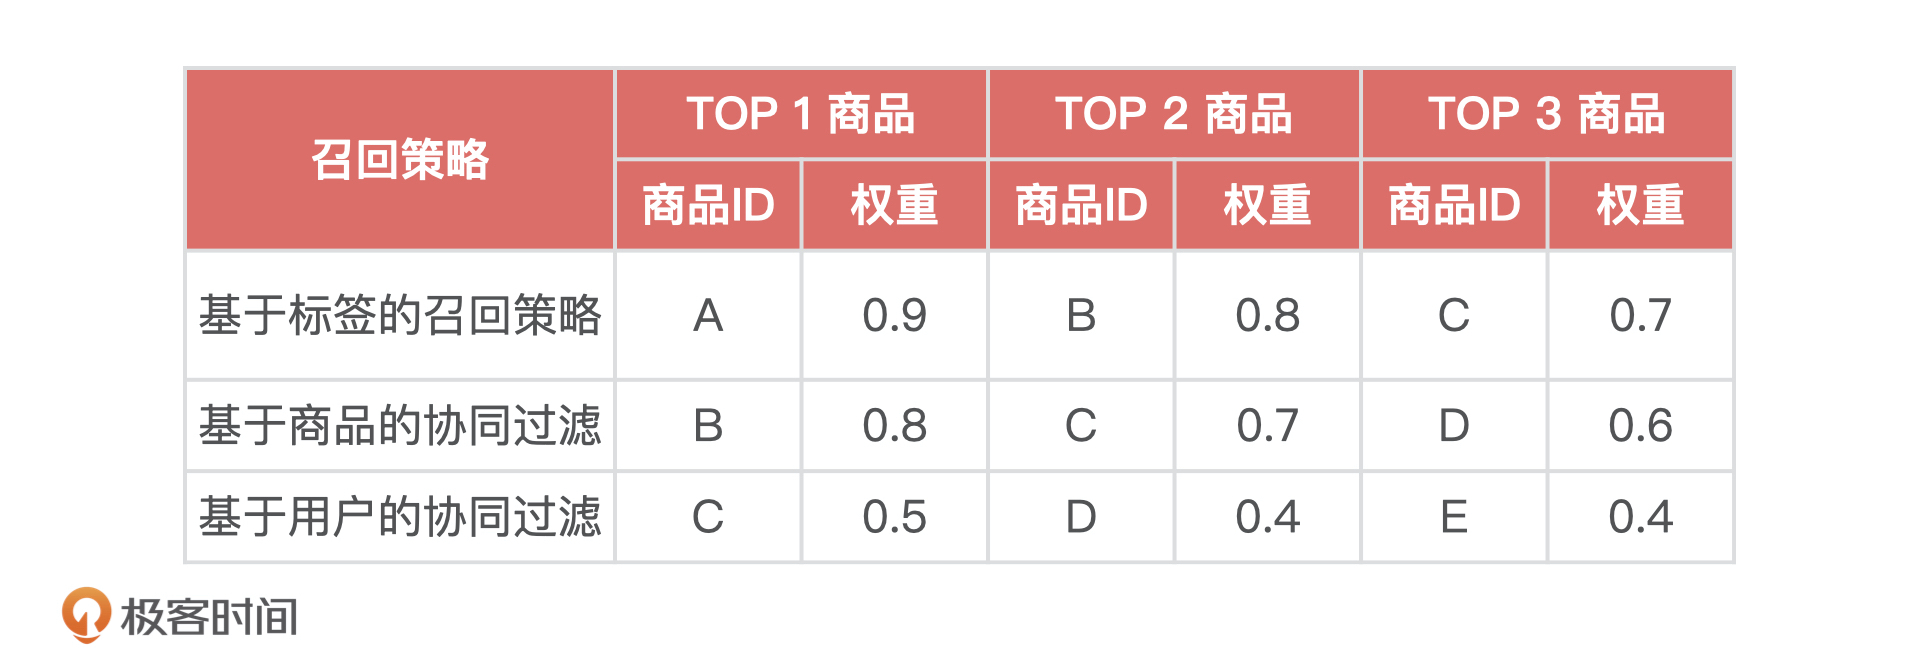 召回策略 TOP 1 商品 TOP 2 商品 TOP 3 商品
商品ID 权重 商品ID 权重 商品ID 权重
基于标签的召回策略 A 0.9 B 0.8 C 0.7
基于商品的协同过滤 B 0.8 C 0.7 D 0.6
基于用户的协同过滤 C 0.5 D 0.4 E 0.4
极客时间